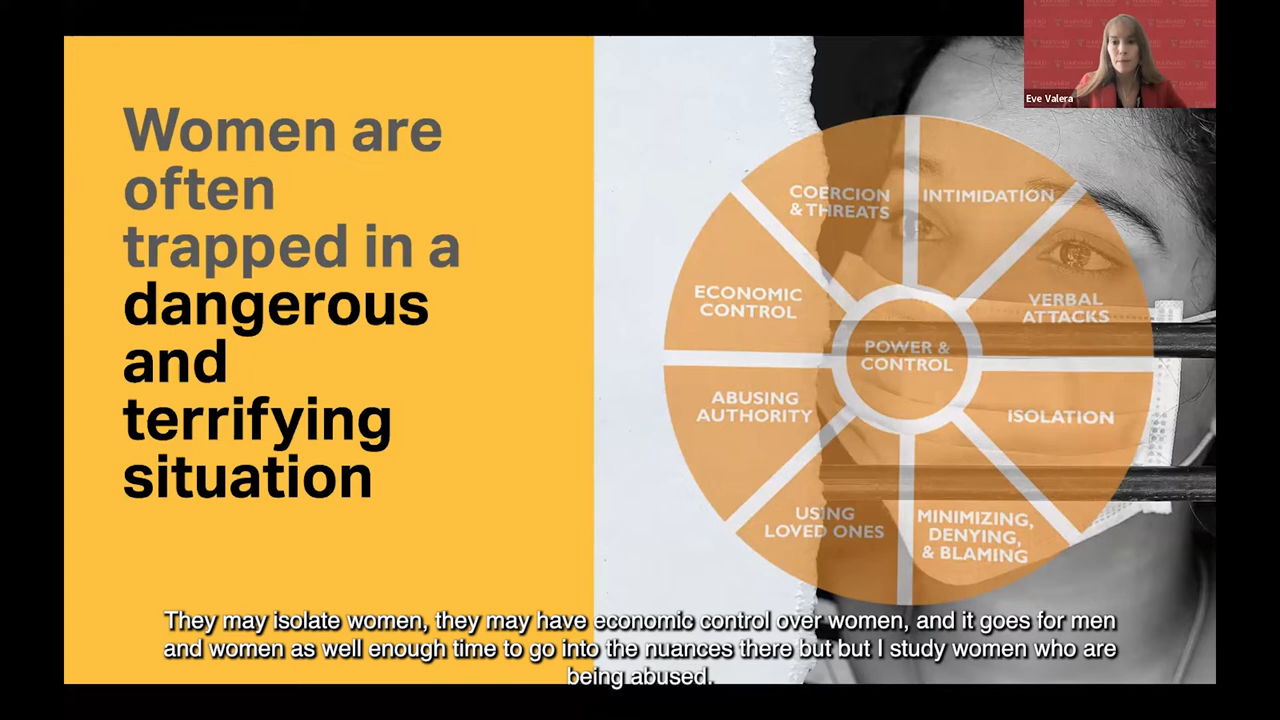 Women are
often
trapped in a
dangerous
and
terrifying
situation
COERCION
& THREATS
INTIMIDATION
ECONOMIC
CONTROL
VERBAL
ATTACKS
POWER &
CONTROL
ABUSING
AUTHORITY
ISOLATION
USING
LOVED ONES
MINIMIZING,
DENYING,
& BLAMING
Eve Valera
They may isolate women, they may have economic control over women, and it goes for men
and women as well enough time to go into the nuances there but but I study women who are
being abused.